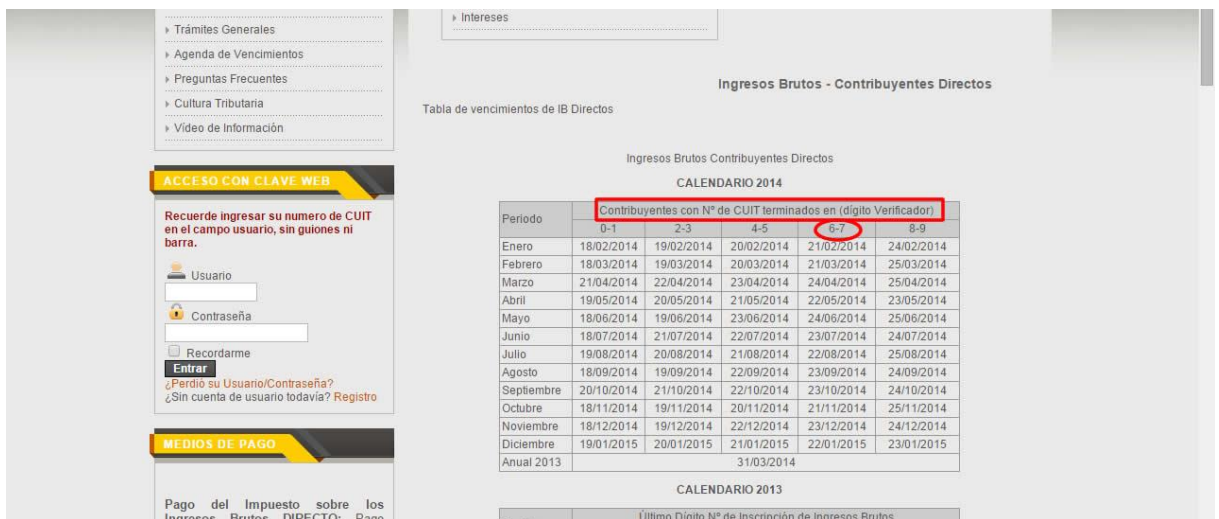 Trámites Generales
Agenda de Vencimientos
Preguntas Frecuentes
Cultura Tributaria
Vídeo de Información
ACCESO CON CLAVE WEB
Recuerde ingresar su numero de CUIT
en el campo usuario, sin guiones ni
barra.
Usuario
Contraseña
Recordarme
Entrar
¿Perdió su Usuario/Contraseña?
¿Sin cuenta de usuario todavía? Registro
MEDIOS DE PAGO
Pago del Impuesto sobre los
Ingresos Brutos DIRECTO: Pago
Intereses
Ingresos Brutos - Contribuyentes Directos
Tabla de vencimientos de IB Directos
Ingresos Brutos Contribuyentes Directos
CALENDARIO 2014
Periodo Contribuyentes con Nº de CUIT terminados en (dígito Verificador)
0-1 2-3 4-5 6-7 8-9
Enero 18/02/2014 19/02/2014 20/02/2014 21/02/2014 24/02/2014
Febrero 18/03/2014 19/03/2014 20/03/2014 21/03/2014 25/03/2014
Marzo 21/04/2014 22/04/2014 23/04/2014 24/04/2014 25/04/2014
Abril 19/05/2014 20/05/2014 21/05/2014 22/05/2014 23/05/2014
Mayo 18/06/2014 19/06/2014 23/06/2014 24/06/2014 25/06/2014
Junio 18/07/2014 21/07/2014 22/07/2014 23/07/2014 24/07/2014
Julio 19/08/2014 20/08/2014 21/08/2014 22/08/2014 25/08/2014
Agosto 18/09/2014 19/09/2014 22/09/2014 23/09/2014 24/09/2014
Septiembre 20/10/2014 21/10/2014 22/10/2014 23/10/2014 24/10/2014
Octubre 18/11/2014 19/11/2014 20/11/2014 21/11/2014 25/11/2014
Noviembre 18/12/2014 19/12/2014 22/12/2014 23/12/2014 24/12/2014
Diciembre 19/01/2015 20/01/2015 21/01/2015 22/01/2015 23/01/2015
Anual 2013 31/03/2014
CALENDARIO 2013
Último Dígito Nº de Inscripción de Ingresos Brutos